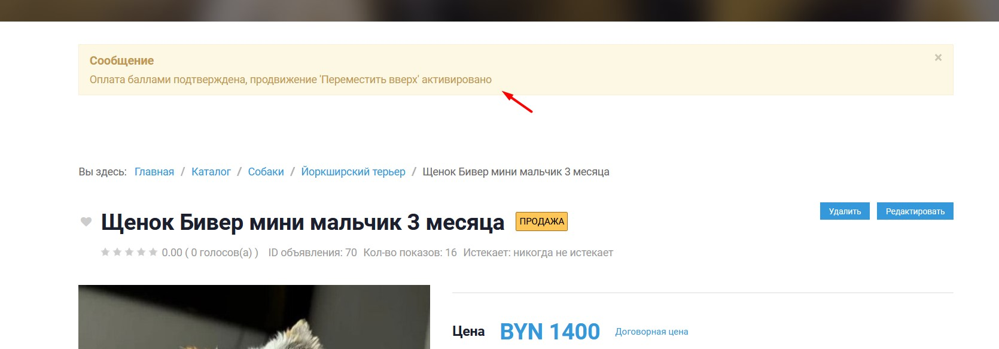 Сообщение
×
Оплата баллами подтверждена, продвижение 'Переместить вверх' активировано
Вы здесь: Главная / Каталог / Собаки / Йоркширский терьер / Щенок Бивер мини мальчик 3 месяца
Удалить Редактировать
Щенок Бивер мини мальчик 3 месяца ПРОДАЖА
0.00 ( 0 голосов(а) ) ID объявления: 70 Кол-во показов: 16 Истекает: никогда не истекает
Цена BYN 1400 Договорная цена